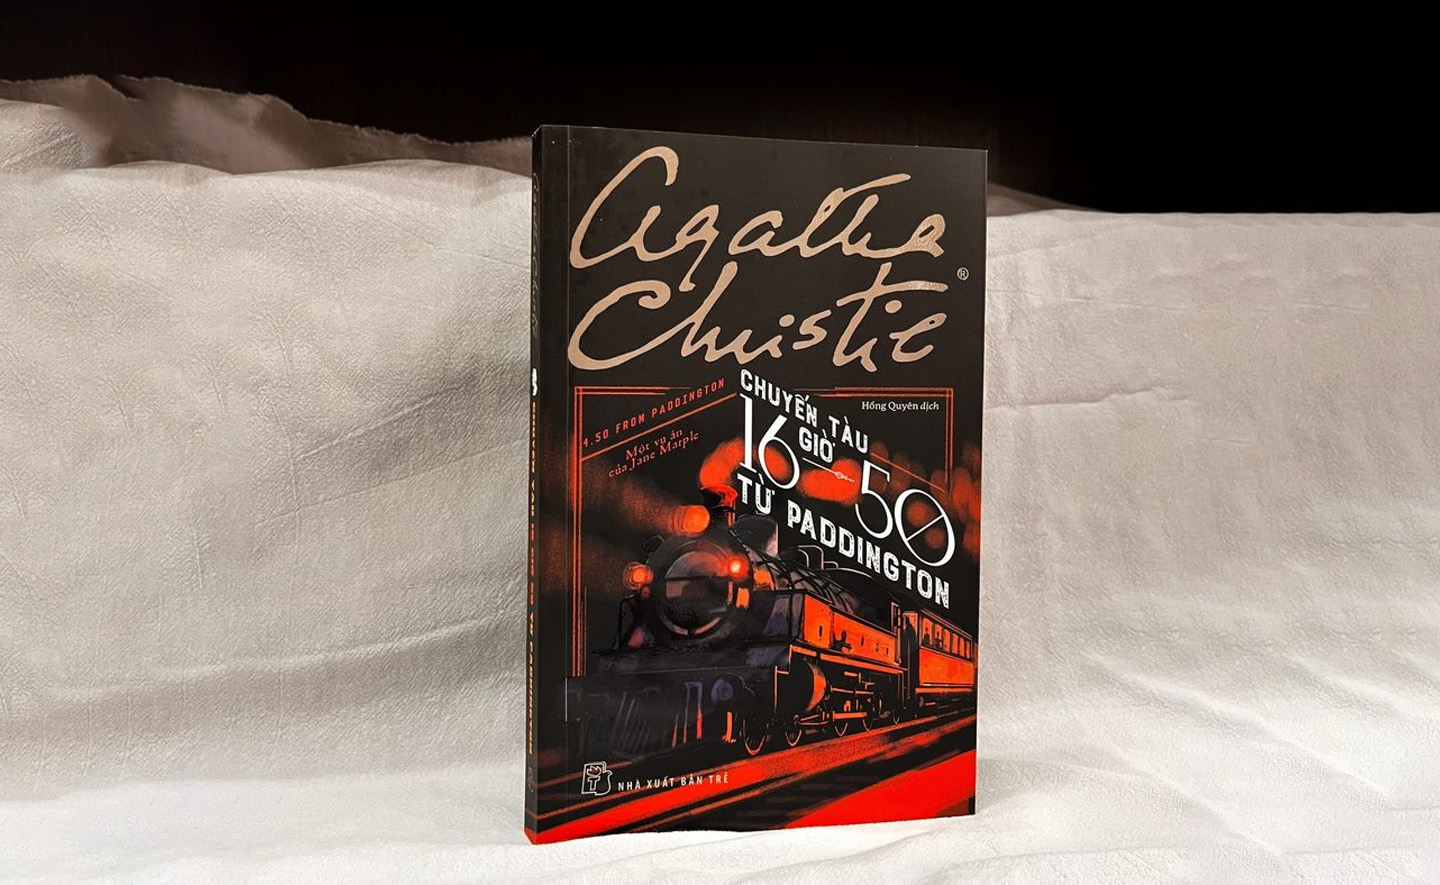 Agatha
Christie®
4.50 FROM PADDINGTON
Một vụ án
của Jane Marple
CHUYẾN TÀU
16 GIỜ 50
TỪ PADDINGTON
Hồng Quyên dịch
NHÀ XUẤT BẢN TRẺ